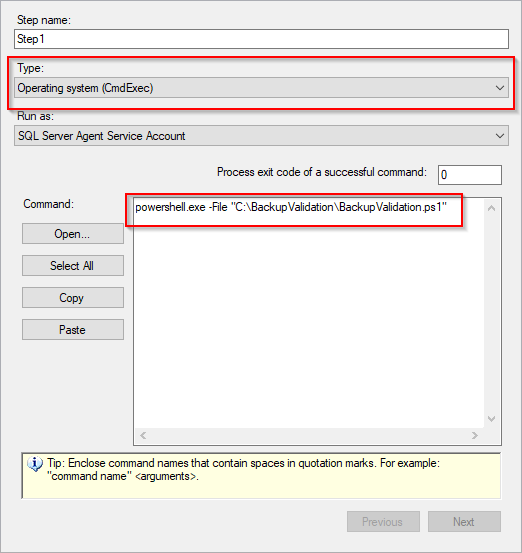 Step name:
Step1
Type:
Operating system (CmdExec)
Run as:
SQL Server Agent Service Account
Process exit code of a successful command:
0
Command:
powershell.exe -File "C:\BackupValidation\BackupValidation.ps1"
Open...
Select All
Copy
Paste
Tip: Enclose command names that contain spaces in quotation marks. For example:
"command name" <arguments>.
Previous
Next